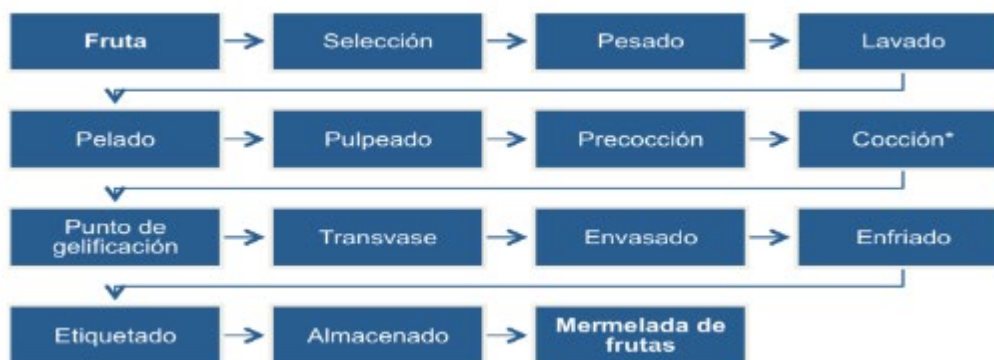 Fruta
Selección
Pesado
Lavado
Pelado
Pulpeado
Precocción
Cocción*
Punto de
gelificación
Transvase
Envasado
Enfriado
Etiquetado
Almacenado
Mermelada de
frutas